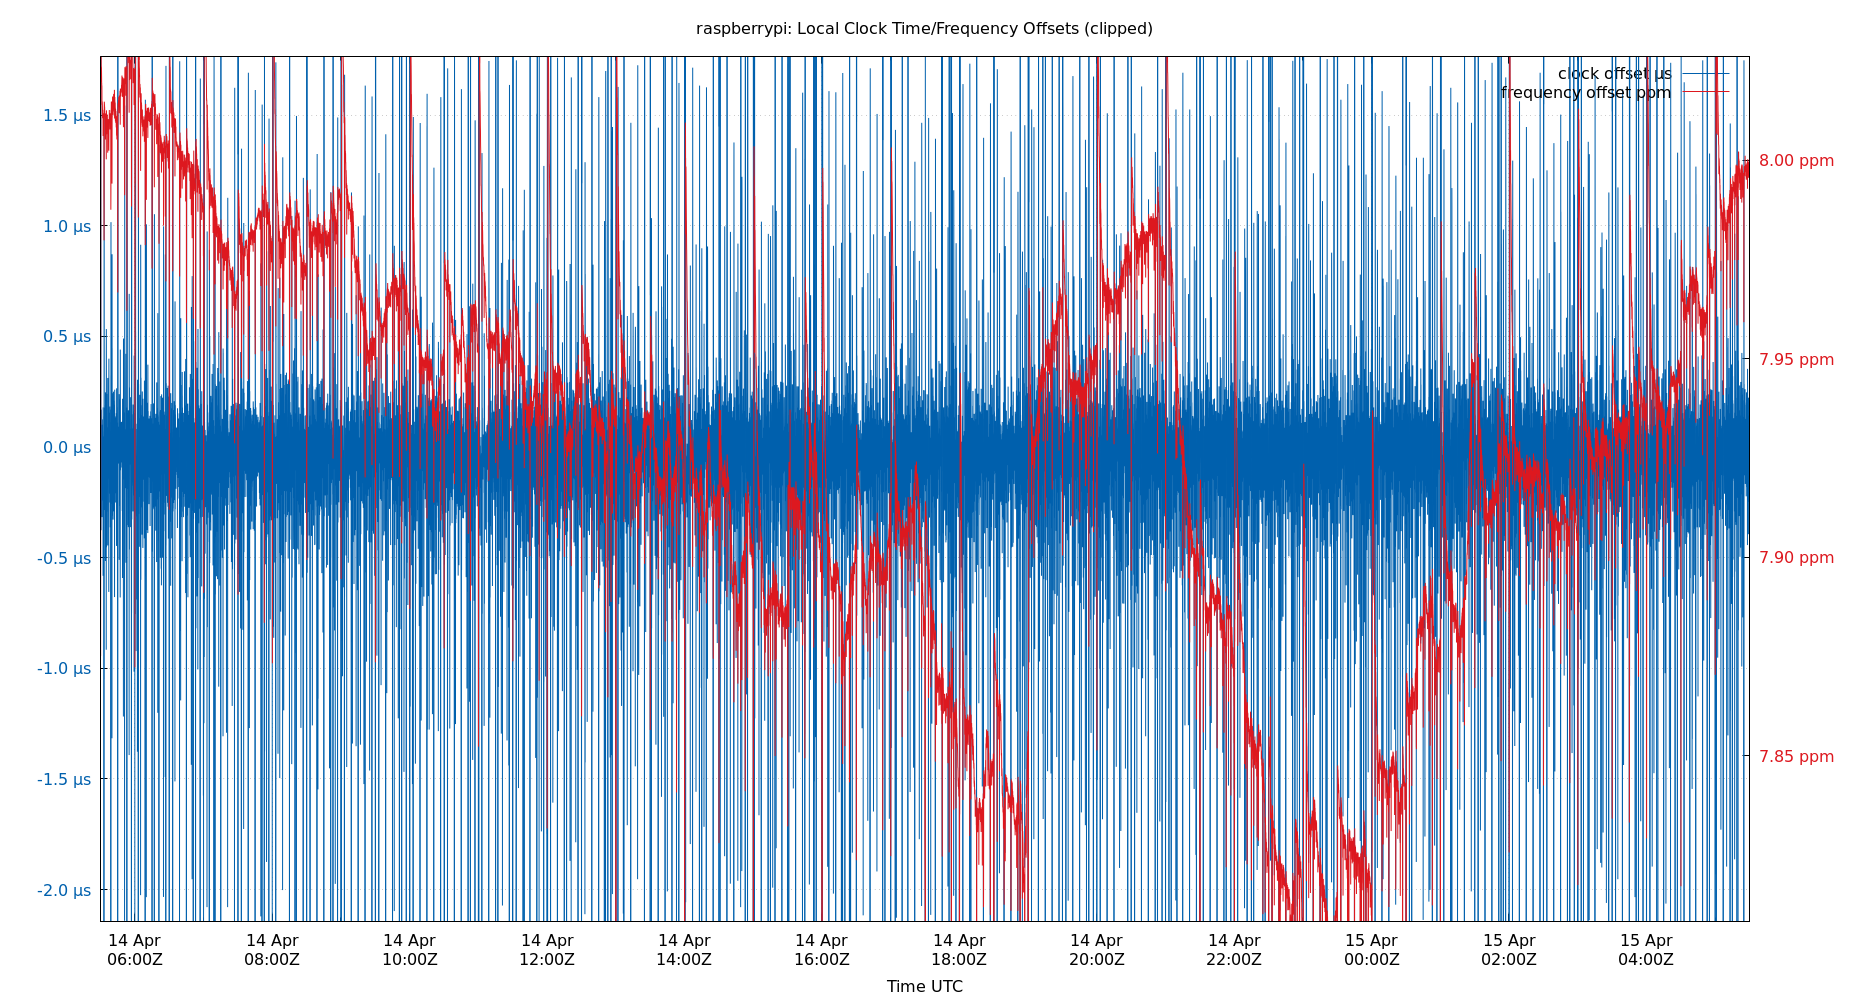 raspberrypi: Local Clock Time/Frequency Offsets (clipped)
clock offset µs
frequency offset ppm
1.5 µs
1.0 µs
0.5 µs
0.0 µs
-0.5 µs
-1.0 µs
-1.5 µs
-2.0 µs
8.00 ppm
7.95 ppm
7.90 ppm
7.85 ppm
14 Apr 14 Apr 14 Apr 14 Apr 14 Apr 14 Apr 14 Apr 14 Apr 14 Apr 15 Apr 15 Apr 15 Apr
06:00Z 08:00Z 10:00Z 12:00Z 14:00Z 16:00Z 18:00Z 20:00Z 22:00Z 00:00Z 02:00Z 04:00Z
Time UTC